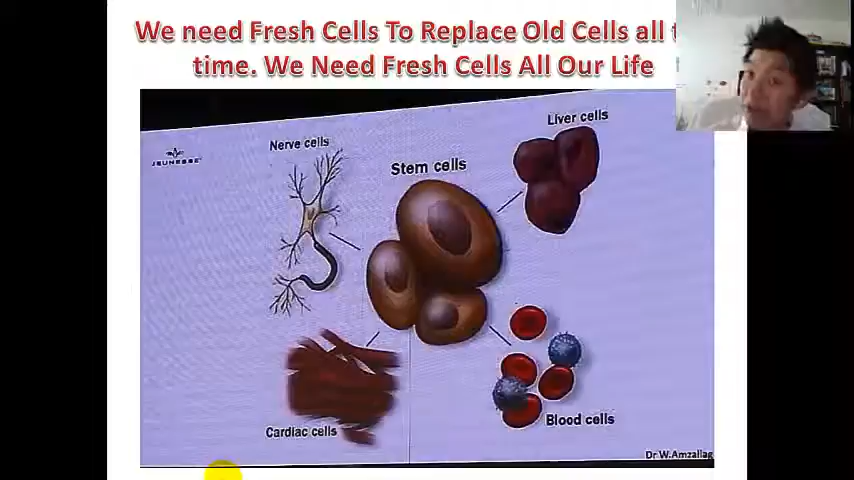 We need Fresh Cells To Replace Old Cells all
time. We Need Fresh Cells All Our Life
Liver cells
Nerve cells
JEUNESSE
Stem cells
Cardiac cells
Blood cells
Dr W.Amzallag